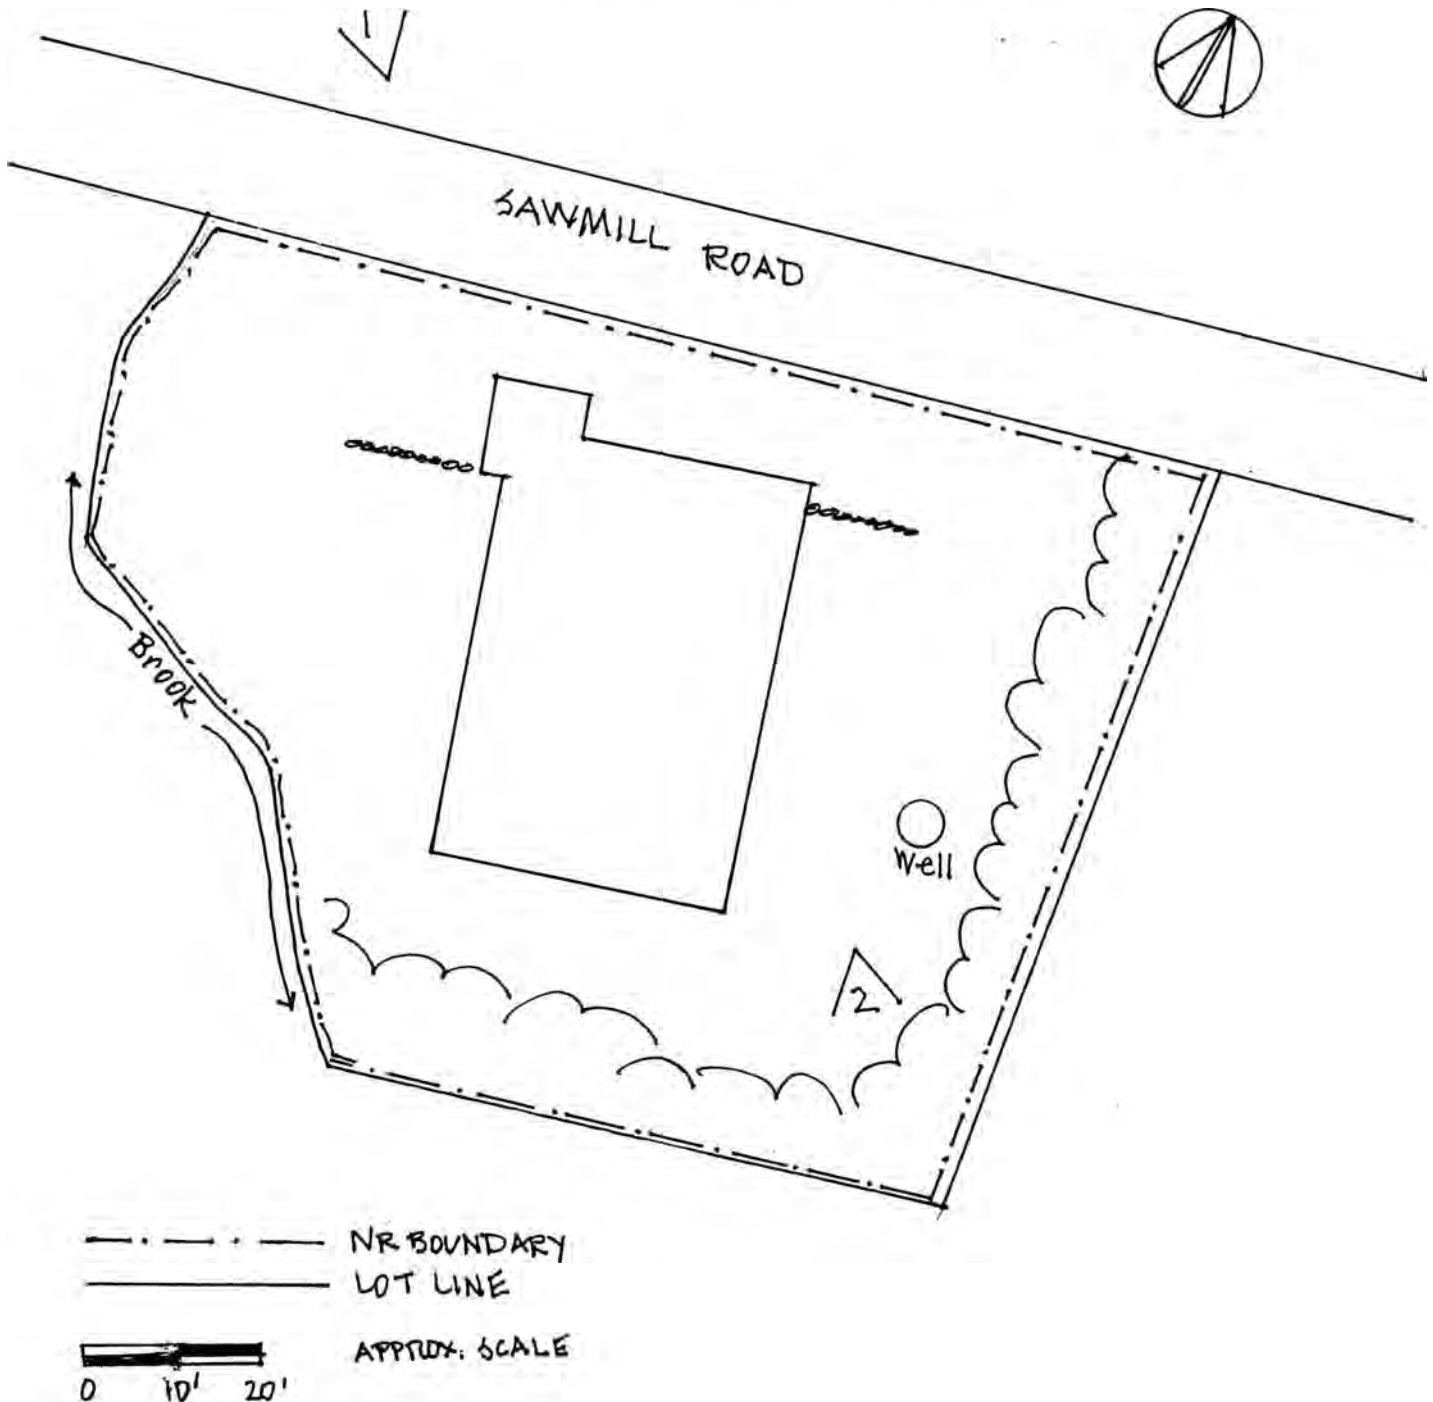 1
SAWMILL ROAD
Brook
Well
2
NR BOUNDARY
LOT LINE
APPROX. SCALE
0 10' 20'